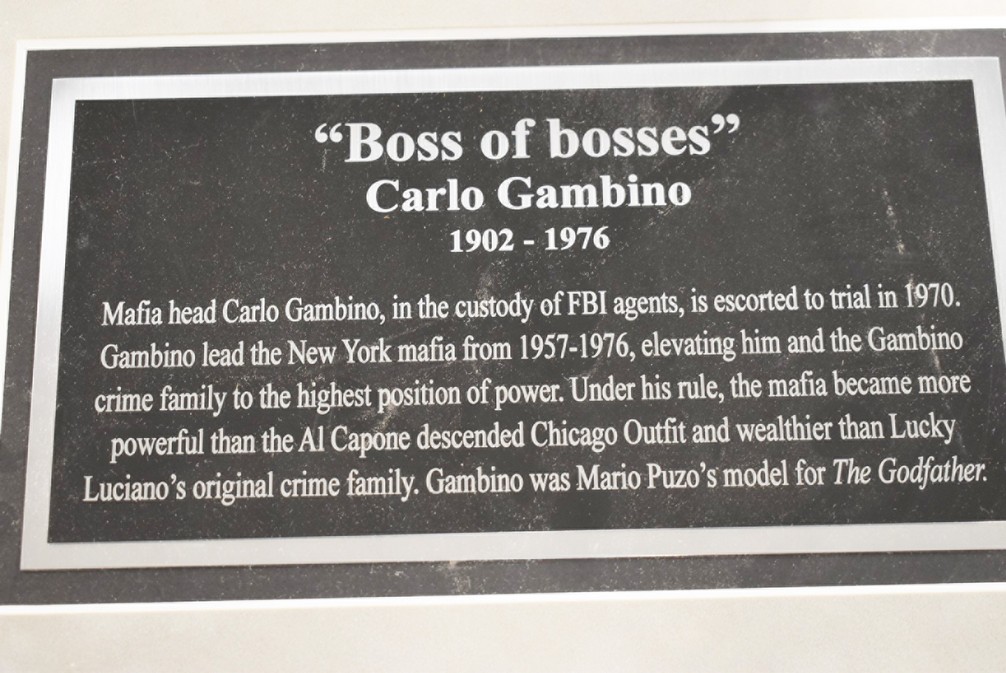 “Boss of bosses”
Carlo Gambino
1902 - 1976
Mafia head Carlo Gambino, in the custody of FBI agents, is escorted to trial in 1970.
Gambino lead the New York mafia from 1957-1976, elevating him and the Gambino
crime family to the highest position of power. Under his rule, the mafia became more
powerful than the Al Capone descended Chicago Outfit and wealthier than Lucky
Luciano’s original crime family. Gambino was Mario Puzo’s model for The Godfather.